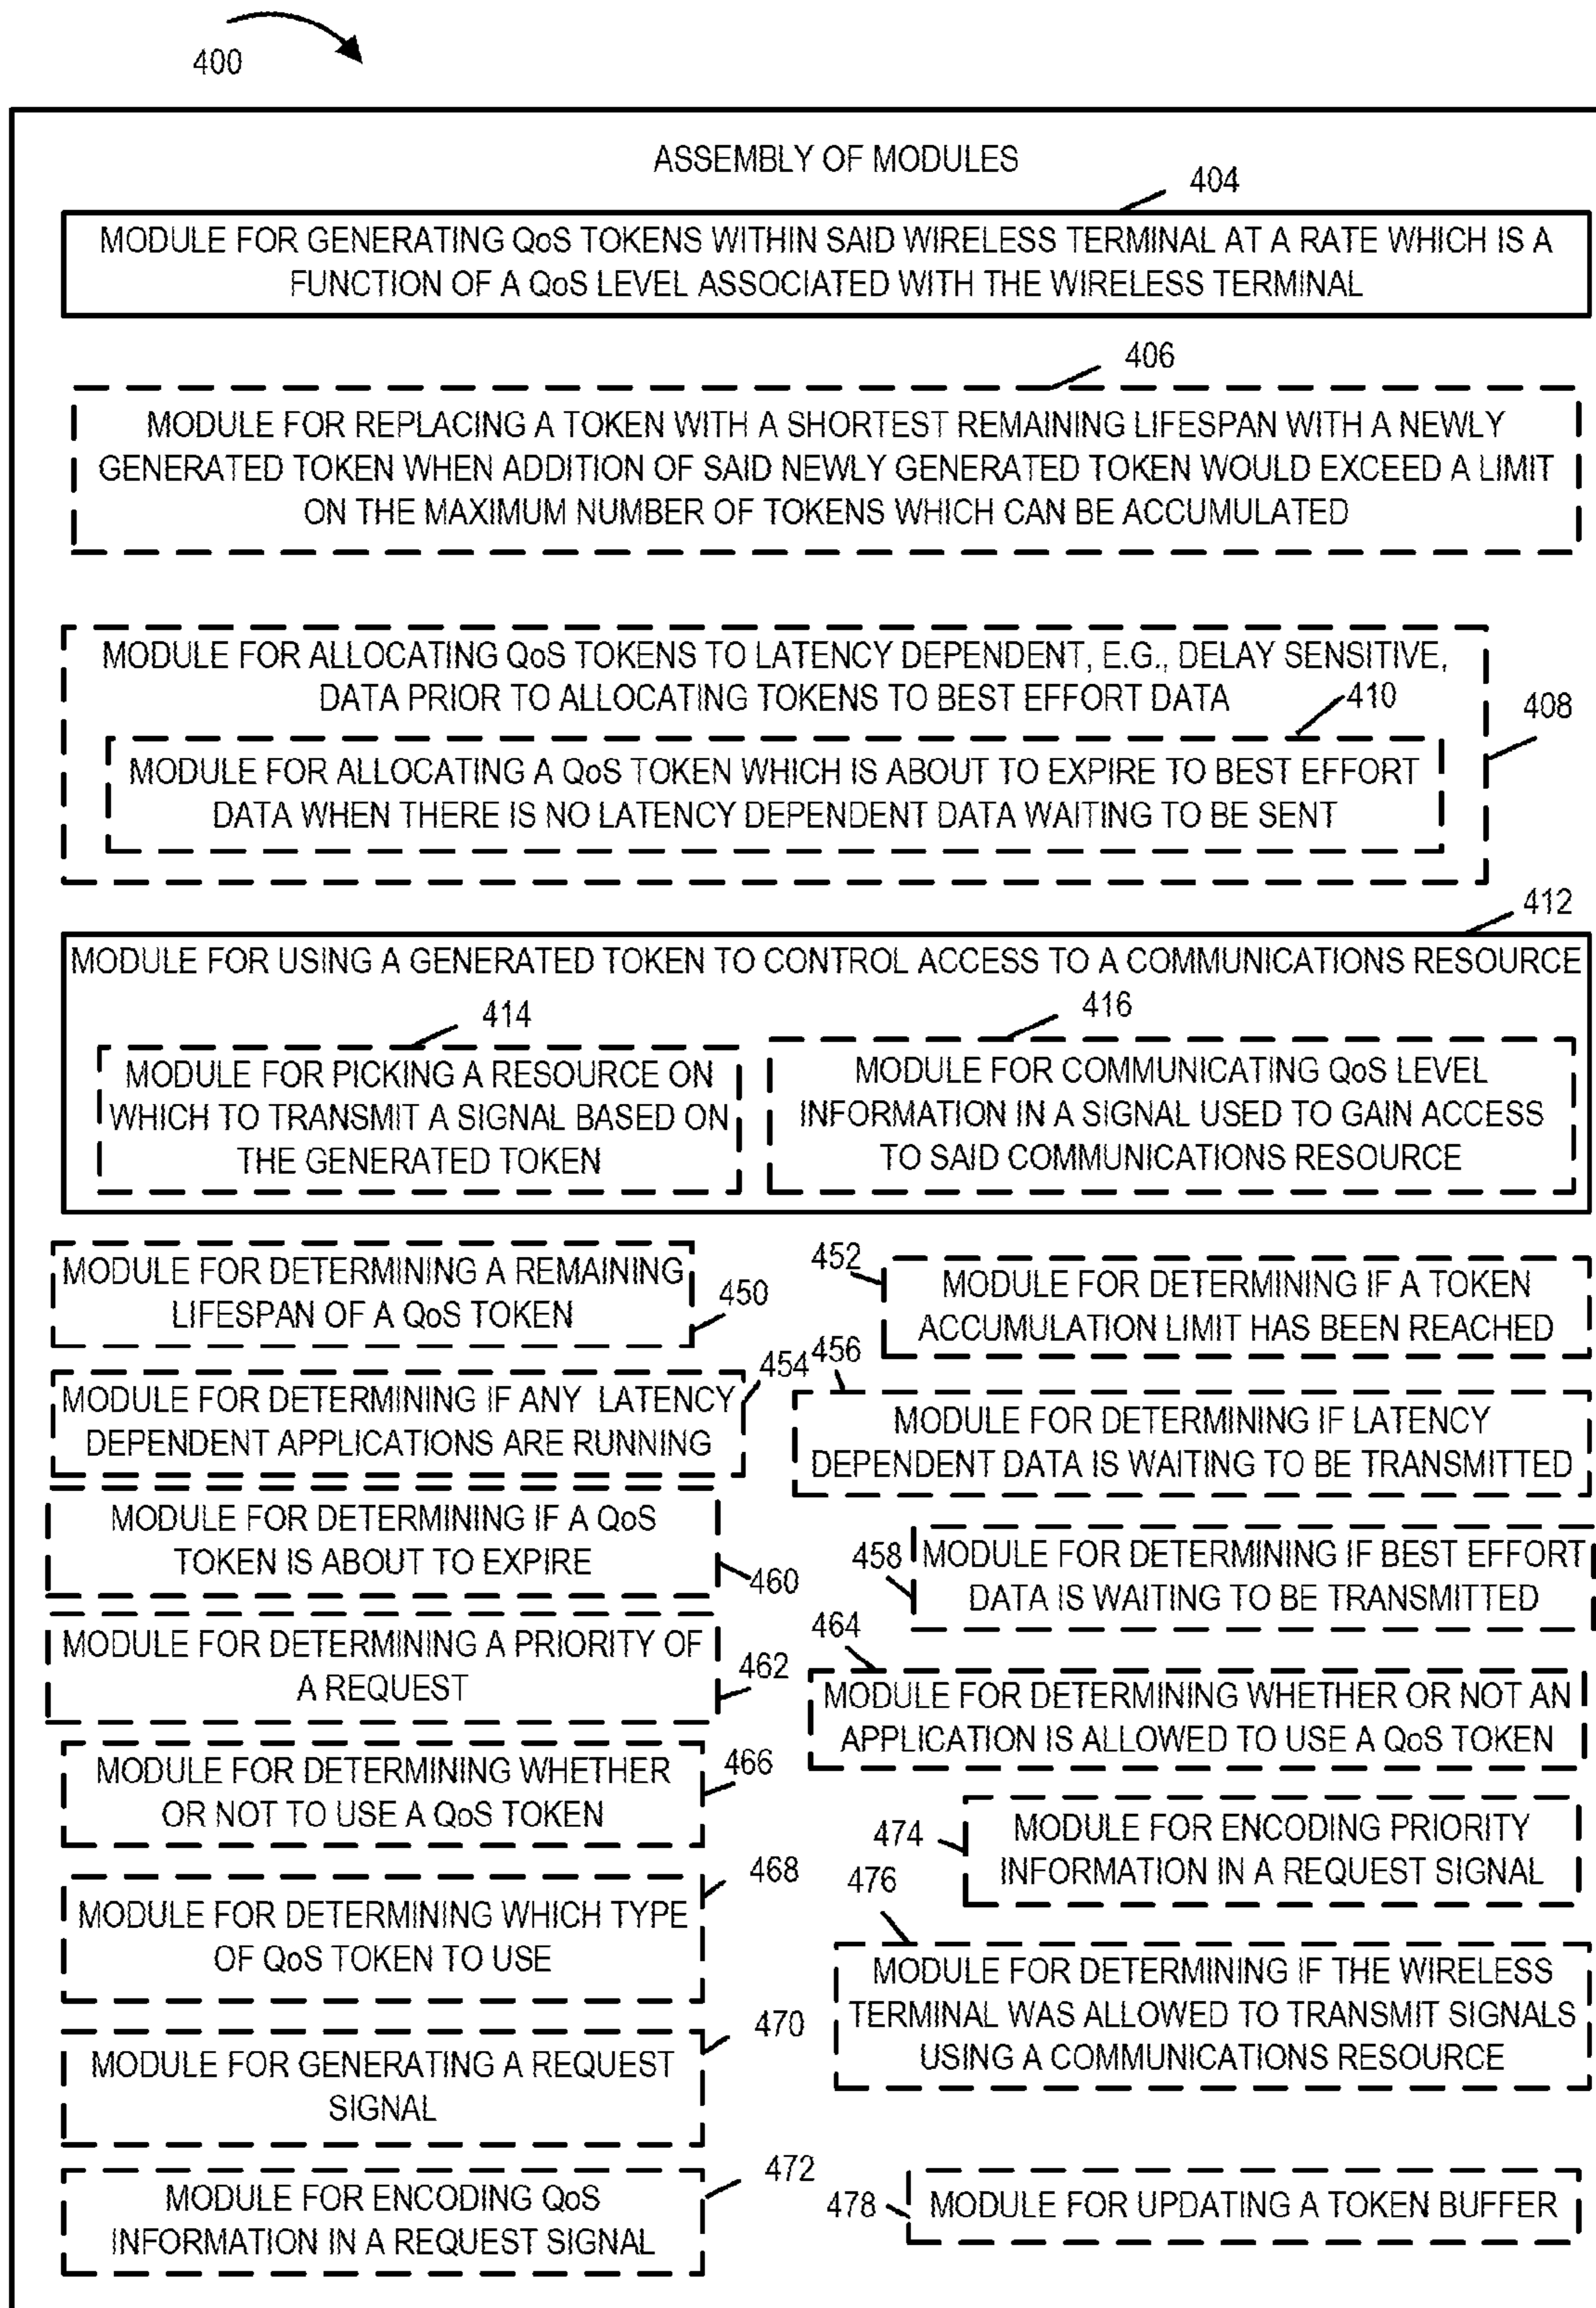 400
ASSEMBLY OF MODULES
404
MODULE FOR GENERATING QoS TOKENS WITHIN SAID WIRELESS TERMINAL AT A RATE WHICH IS A
FUNCTION OF A QoS LEVEL ASSOCIATED WITH THE WIRELESS TERMINAL
406
MODULE FOR REPLACING A TOKEN WITH A SHORTEST REMAINING LIFESPAN WITH A NEWLY
GENERATED TOKEN WHEN ADDITION OF SAID NEWLY GENERATED TOKEN WOULD EXCEED A LIMIT
ON THE MAXIMUM NUMBER OF TOKENS WHICH CAN BE ACCUMULATED
MODULE FOR ALLOCATING QoS TOKENS TO LATENCY DEPENDENT, E.G., DELAY SENSITIVE,
DATA PRIOR TO ALLOCATING TOKENS TO BEST EFFORT DATA
410
408
MODULE FOR ALLOCATING A QoS TOKEN WHICH IS ABOUT TO EXPIRE TO BEST EFFORT
DATA WHEN THERE IS NO LATENCY DEPENDENT DATA WAITING TO BE SENT
412
MODULE FOR USING A GENERATED TOKEN TO CONTROL ACCESS TO A COMMUNICATIONS RESOURCE
414
MODULE FOR PICKING A RESOURCE ON
WHICH TO TRANSMIT A SIGNAL BASED ON
THE GENERATED TOKEN
416
MODULE FOR COMMUNICATING QoS LEVEL
INFORMATION IN A SIGNAL USED TO GAIN ACCESS
TO SAID COMMUNICATIONS RESOURCE
MODULE FOR DETERMINING A REMAINING
LIFESPAN OF A QoS TOKEN
450
452
MODULE FOR DETERMINING IF A TOKEN
ACCUMULATION LIMIT HAS BEEN REACHED
454
MODULE FOR DETERMINING IF ANY LATENCY
DEPENDENT APPLICATIONS ARE RUNNING
456
MODULE FOR DETERMINING IF LATENCY
DEPENDENT DATA IS WAITING TO BE TRANSMITTED
MODULE FOR DETERMINING IF A QoS
TOKEN IS ABOUT TO EXPIRE
460
458
MODULE FOR DETERMINING IF BEST EFFORT
DATA IS WAITING TO BE TRANSMITTED
MODULE FOR DETERMINING A PRIORITY OF
A REQUEST
462
464
MODULE FOR DETERMINING WHETHER OR NOT AN
APPLICATION IS ALLOWED TO USE A QoS TOKEN
MODULE FOR DETERMINING WHETHER
OR NOT TO USE A QoS TOKEN
466
474
MODULE FOR ENCODING PRIORITY
INFORMATION IN A REQUEST SIGNAL
468
MODULE FOR DETERMINING WHICH TYPE
OF QoS TOKEN TO USE
476
MODULE FOR DETERMINING IF THE WIRELESS
TERMINAL WAS ALLOWED TO TRANSMIT SIGNALS
USING A COMMUNICATIONS RESOURCE
470
MODULE FOR GENERATING A REQUEST
SIGNAL
472
MODULE FOR ENCODING QoS
INFORMATION IN A REQUEST SIGNAL
478
MODULE FOR UPDATING A TOKEN BUFFER